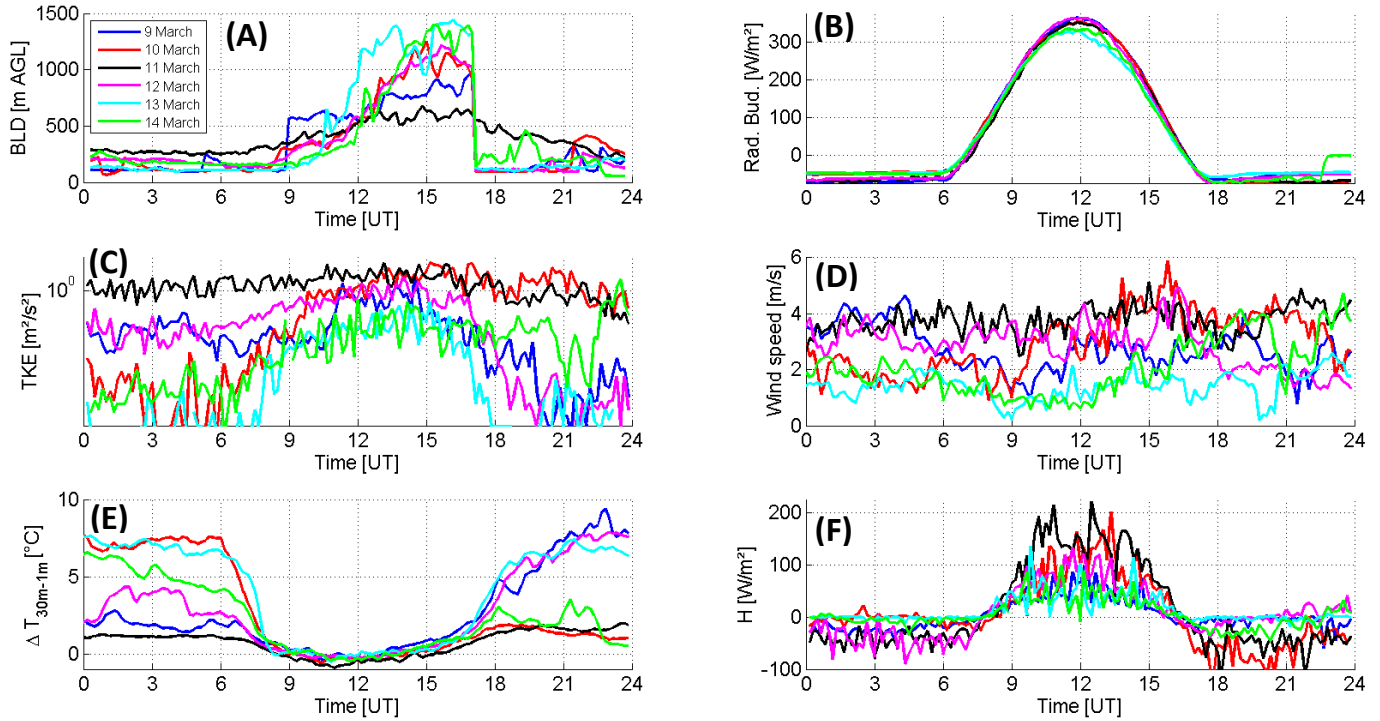 (A)
BLD [m AGL]
1500
1000
500
0
9 March
10 March
11 March
12 March
13 March
14 March
0 3 6 9 12 15 18 21 24
Time [UT]
(B)
Rad. Bud. [W/m²]
300
200
100
0
0 3 6 9 12 15 18 21 24
Time [UT]
(C)
TKE [m²/s²]
10⁰
0 3 6 9 12 15 18 21 24
Time [UT]
(D)
Wind speed [m/s]
6
4
2
0
0 3 6 9 12 15 18 21 24
Time [UT]
(E)
Δ T30m-1m [°C]
10
5
0
0 3 6 9 12 15 18 21 24
Time [UT]
(F)
H [W/m²]
200
100
0
-100
0 3 6 9 12 15 18 21 24
Time [UT]